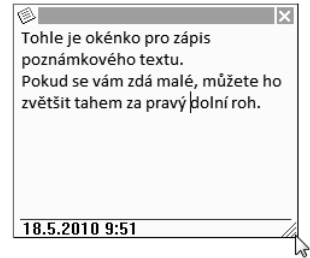 Tohle je okénko pro zápis
poznámkového textu.
Pokud se vám zdá malé, můžete ho
zvětšit tahem za pravý dolní roh.
18.5.2010 9:51